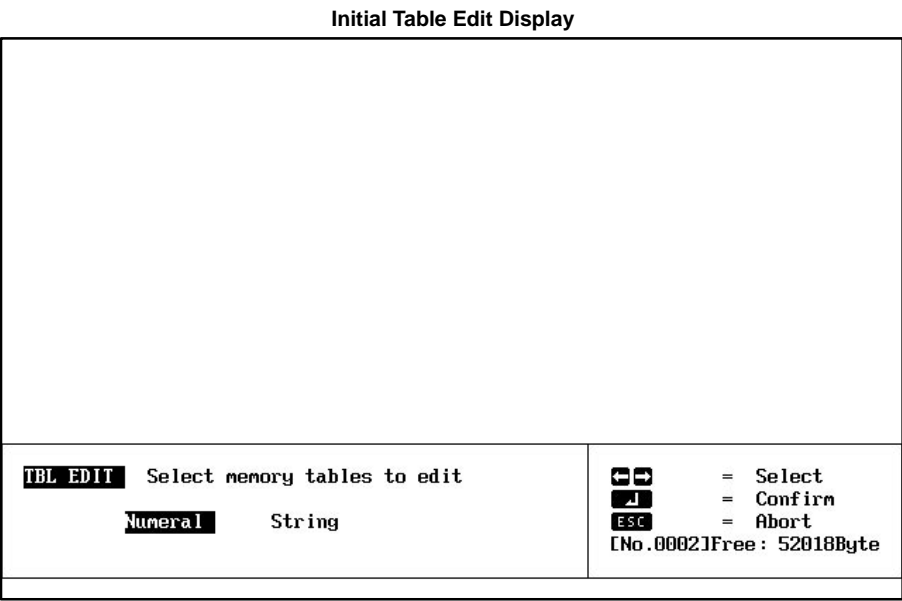 Initial Table Edit Display
TBL EDIT Select memory tables to edit
Numeral String
←→ = Select
↵ = Confirm
ESC = Abort
[No.0002]Free: 52018Byte